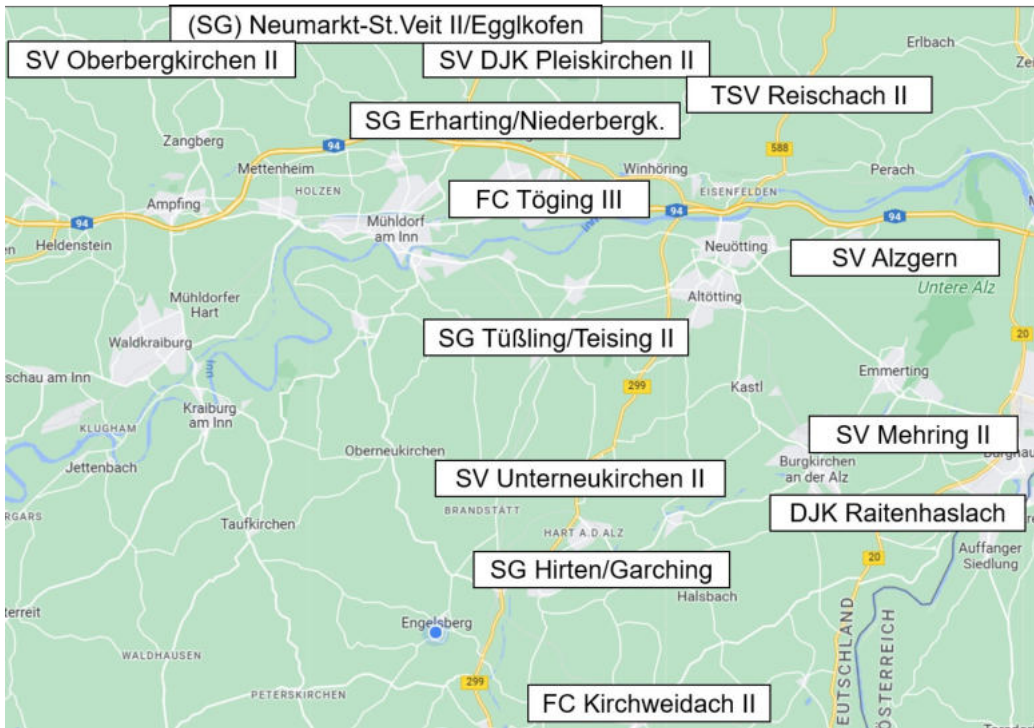 (SG) Neumarkt-St.Veit II/Egglkofen
SV Oberbergkirchen II
SV DJK Pleiskirchen II
Erlbach
TSV Reischach II
SG Erharting/Niederbergk.
Zangberg
94
588
Mettenheim
Winhöring
Perach
HOLZEN
EISENFELDEN
Ampfing
FC Töging III
94
94
94
Mühldorf
am Inn
Inn
Heldenstein
Neuötting
SV Alzgern
Untere Alz
Mühldorfer
Hart
Altötting
SG Tüßling/Teising II
20
Waldkraiburg
Inn
299
Emmerting
schau am Inn
Kastl
Kraiburg
am Inn
KLUGHAM
SV Mehring II
Oberneukirchen
Jettenbach
SV Unterneukirchen II
Burgkirchen
an der Alz
BRANDSTÄTT
DJK Raitenhaslach
Taufkirchen
HART A.D.ALZ
20
Auffanger
Siedlung
SG Hirten/Garching
Halsbach
Engelsberg
WALDHAUSEN
299
PETERSKIRCHEN
FC Kirchweidach II
EUTSCHLAND
ÖSTERREICH